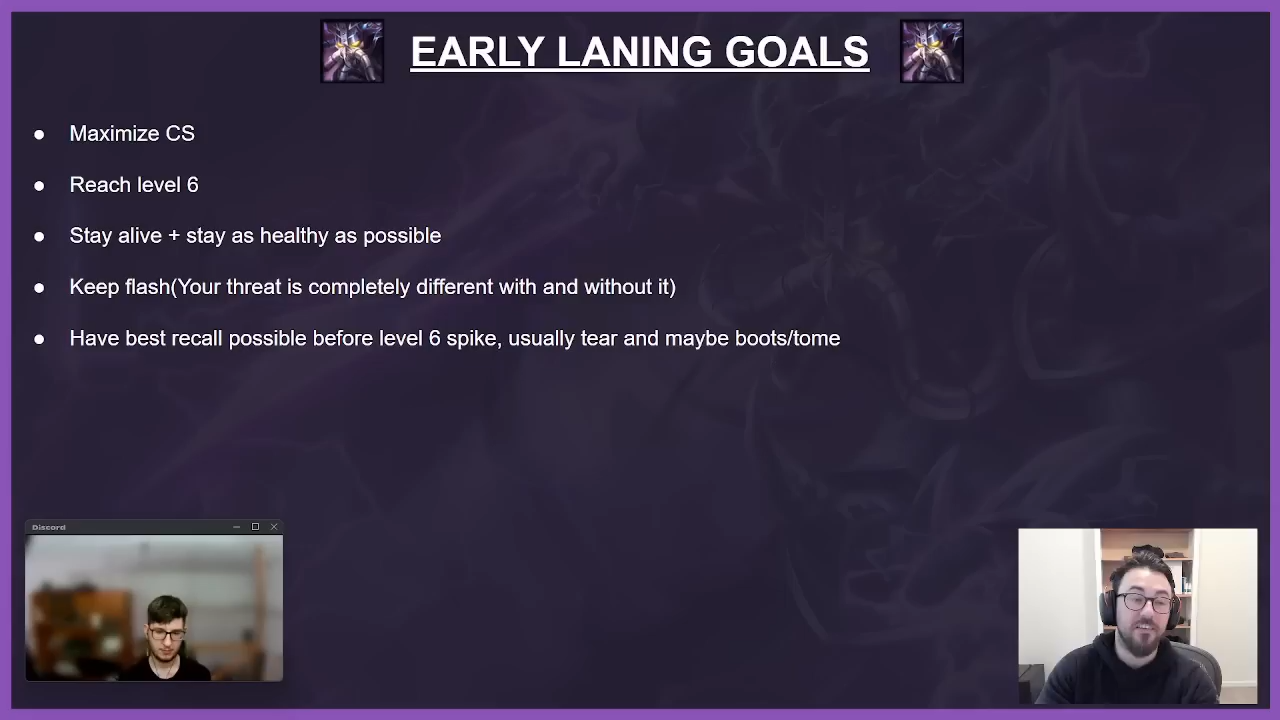 EARLY LANING GOALS
● Maximize CS
● Reach level 6
● Stay alive + stay as healthy as possible
● Keep flash(Your threat is completely different with and without it)
● Have best recall possible before level 6 spike, usually tear and maybe boots/tome
Discord